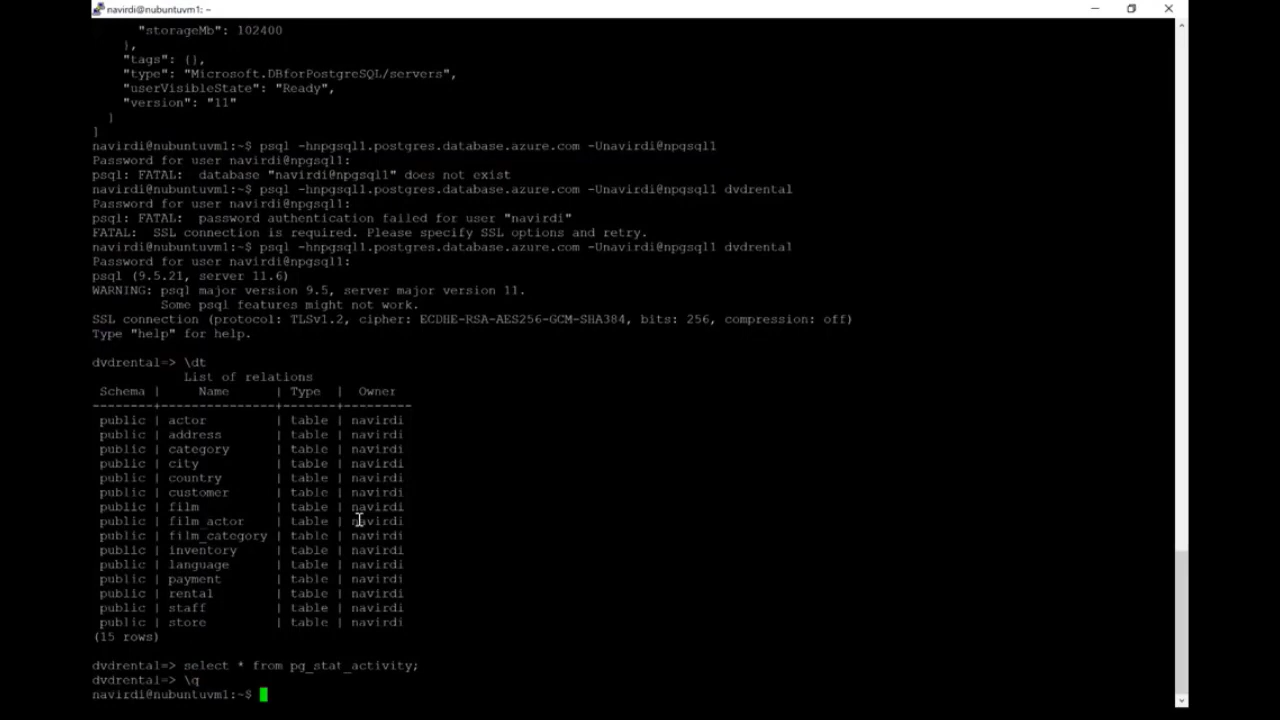 navirdi@nubuntuvm1: ~
"storageMb": 102400
},
"tags": {},
"type": "Microsoft.DBforPostgreSQL/servers",
"userVisibleState": "Ready",
"version": "11"
}
]
navirdi@nubuntuvm1:~$ psql -hnpgsql1.postgres.database.azure.com -Unavirdi@npgsql1
Password for user navirdi@npgsql1:
psql: FATAL:  database "navirdi@npgsql1" does not exist
navirdi@nubuntuvm1:~$ psql -hnpgsql1.postgres.database.azure.com -Unavirdi@npgsql1 dvdrental
Password for user navirdi@npgsql1:
psql: FATAL:  password authentication failed for user "navirdi"
FATAL:  SSL connection is required. Please specify SSL options and retry.
navirdi@nubuntuvm1:~$ psql -hnpgsql1.postgres.database.azure.com -Unavirdi@npgsql1 dvdrental
Password for user navirdi@npgsql1:
psql (9.5.21, server 11.6)
WARNING: psql major version 9.5, server major version 11.
Some psql features might not work.
SSL connection (protocol: TLSv1.2, cipher: ECDHE-RSA-AES256-GCM-SHA384, bits: 256, compression: off)
Type "help" for help.
dvdrental=> \dt
List of relations
Schema |     Name      | Type  |  Owner
--------+---------------+-------+---------
public | actor         | table | navirdi
public | address       | table | navirdi
public | category      | table | navirdi
public | city          | table | navirdi
public | country       | table | navirdi
public | customer      | table | navirdi
public | film          | table | navirdi
public | film_actor    | table | navirdi
public | film_category | table | navirdi
public | inventory     | table | navirdi
public | language      | table | navirdi
public | payment       | table | navirdi
public | rental        | table | navirdi
public | staff         | table | navirdi
public | store         | table | navirdi
(15 rows)
dvdrental=> select * from pg_stat_activity;
dvdrental=> \q
navirdi@nubuntuvm1:~$